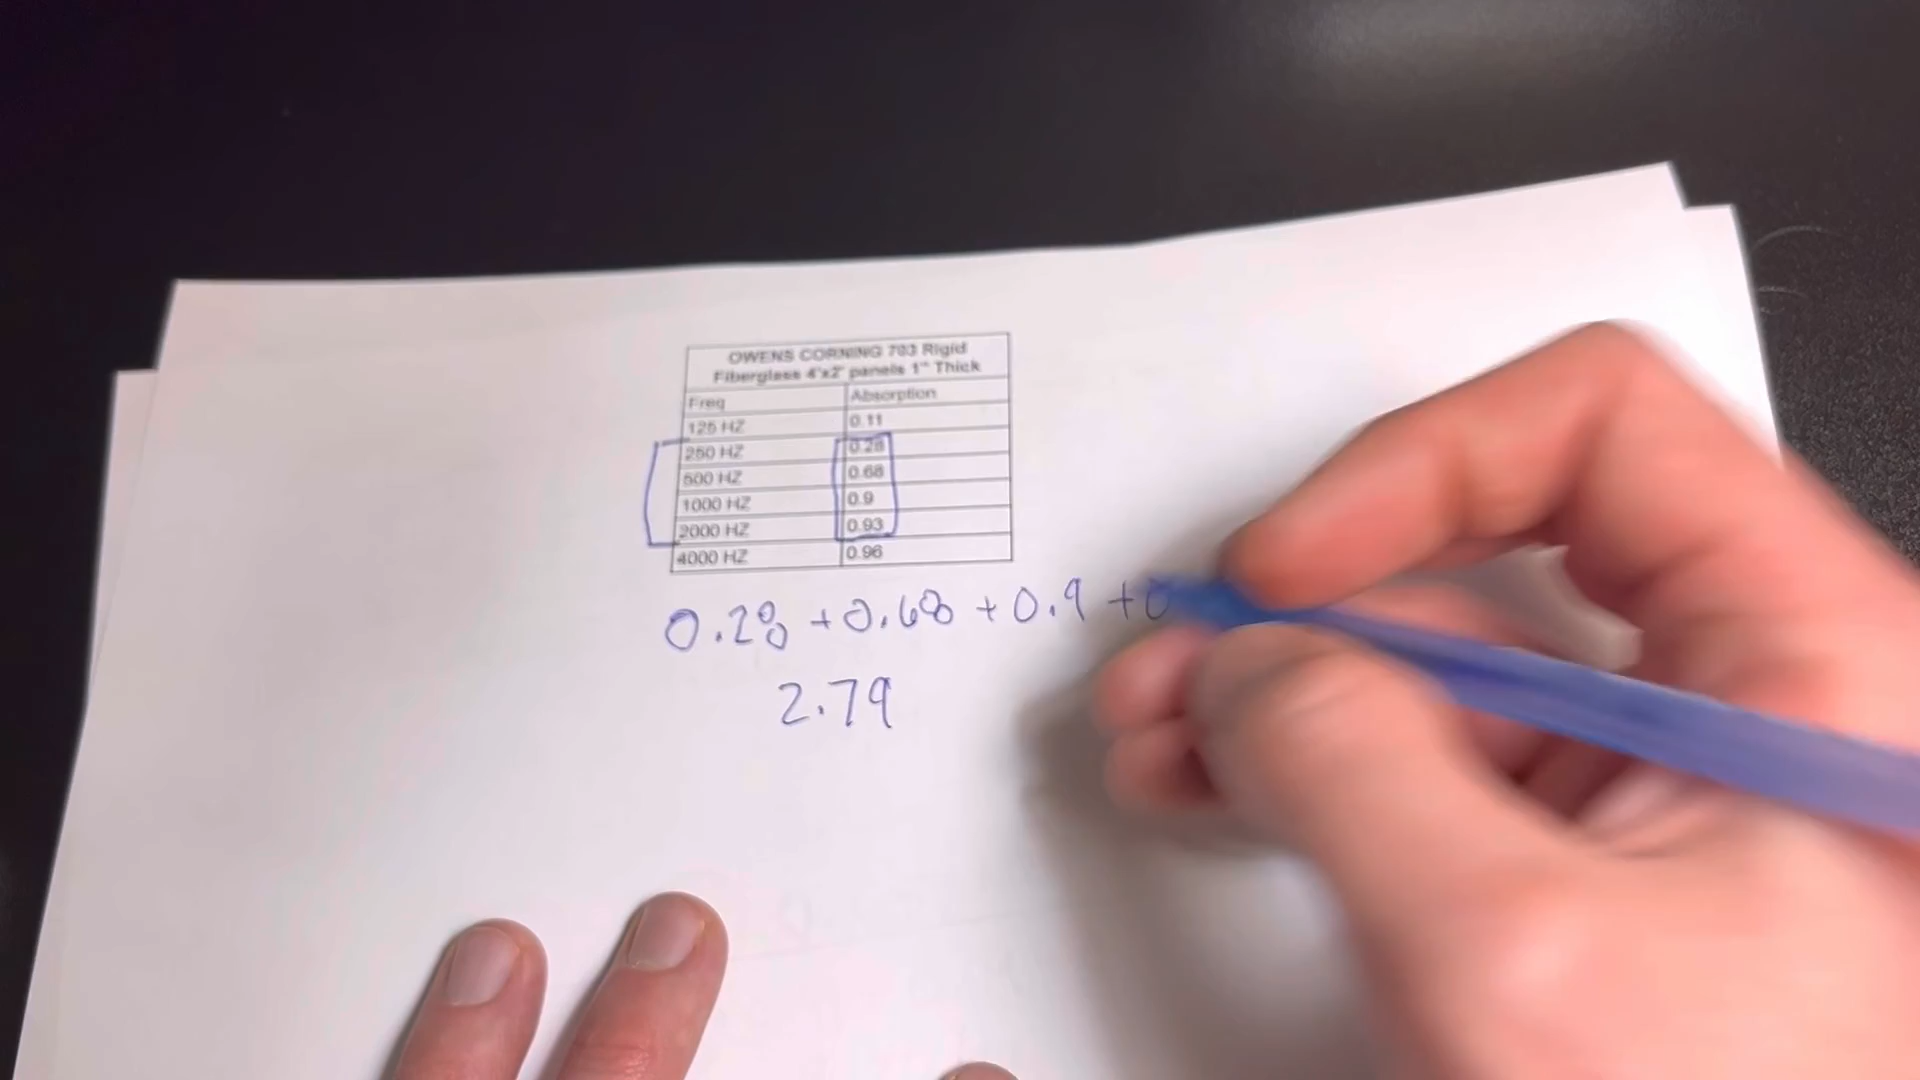 OWENS CORNING 703 Rigid
Fiberglass 4'x2' panels 1" Thick
Freq Absorption
125 HZ 0.11
250 HZ 0.28
500 HZ 0.68
1000 HZ 0.9
2000 HZ 0.93
4000 HZ 0.96
0.28 + 0.68 + 0.9 + 0
2.79